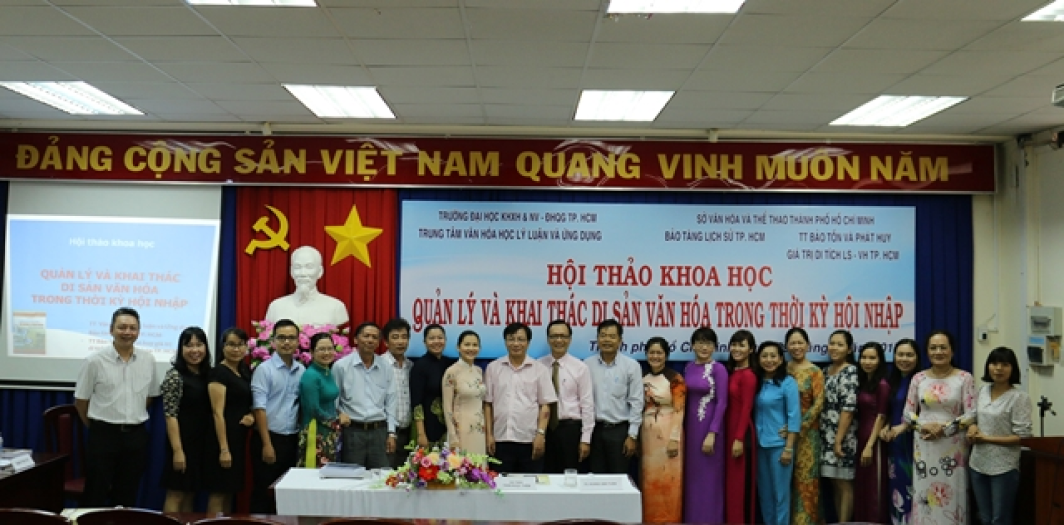 ĐẢNG CỘNG SẢN VIỆT NAM QUANG VINH MUÔN NĂM
Hội thảo khoa học
QUẢN LÝ VÀ KHAI THÁC
DI SẢN VĂN HÓA
TRONG THỜI KỲ HỘI NHẬP
TRƯỜNG ĐẠI HỌC KHXH & NV - ĐHQG TP. HCM
TRUNG TÂM VĂN HÓA HỌC LÝ LUẬN VÀ ỨNG DỤNG
SỞ VĂN HÓA VÀ THỂ THAO THÀNH PHỐ HỒ CHÍ MINH
BẢO TÀNG LỊCH SỬ TP. HCM
TT BẢO TỒN VÀ PHÁT HUY
GIÁ TRỊ DI TÍCH LS - VH TP. HCM
HỘI THẢO KHOA HỌC
QUẢN LÝ VÀ KHAI THÁC DI SẢN VĂN HÓA TRONG THỜI KỲ HỘI NHẬP